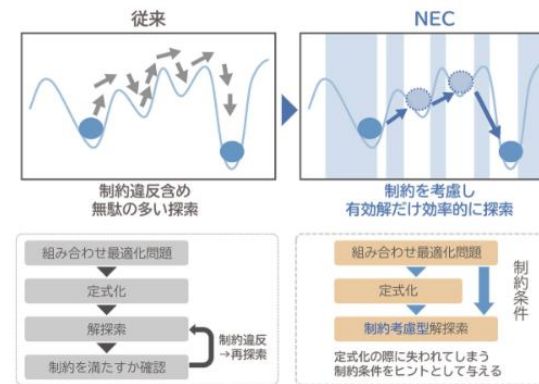 従来
制約違反含め
無駄の多い探索
組み合わせ最適化問題
定式化
解探索
制約を満たすか確認
制約違反
→再探索
NEC
制約を考慮し
有効解だけ効率的に探索
組み合わせ最適化問題
定式化
制約考慮型解探索
制約条件
定式化の際に失われてしまう
制約条件をヒントとして与える